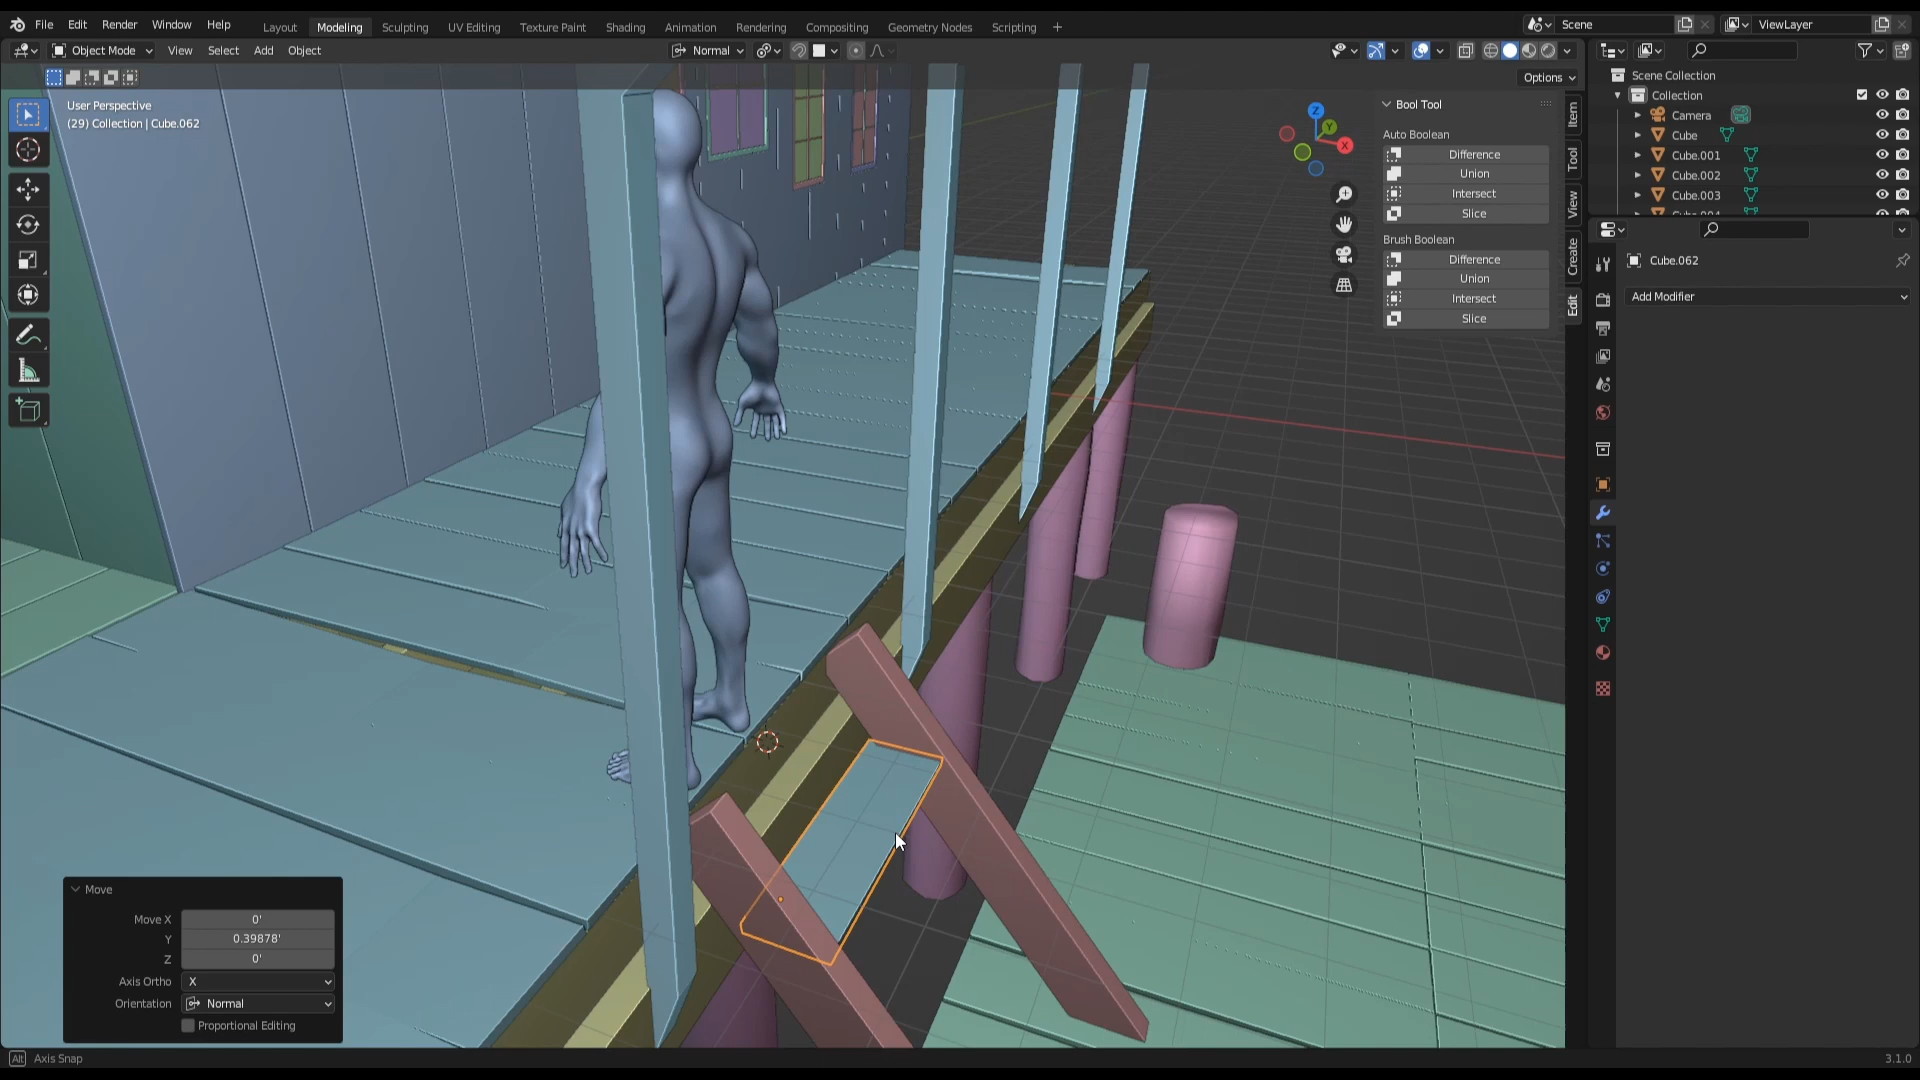 File Edit Render Window Help
Layout Modeling Sculpting UV Editing Texture Paint Shading Animation Rendering Compositing Geometry Nodes Scripting +
Scene
ViewLayer
Object Mode View Select Add Object
Normal
Options
User Perspective
(29) Collection | Cube.062
Z
Y
X
Bool Tool
Auto Boolean
Difference
Union
Intersect
Slice
Brush Boolean
Difference
Union
Intersect
Slice
Item
Tool
View
Create
Edit
Scene Collection
Collection
Camera
Cube
Cube.001
Cube.002
Cube.003
Cube.004
Cube.062
Add Modifier
Move
Move X 0'
Y 0.39878'
Z 0'
Axis Ortho X
Orientation Normal
Proportional Editing
Alt Axis Snap
3.1.0